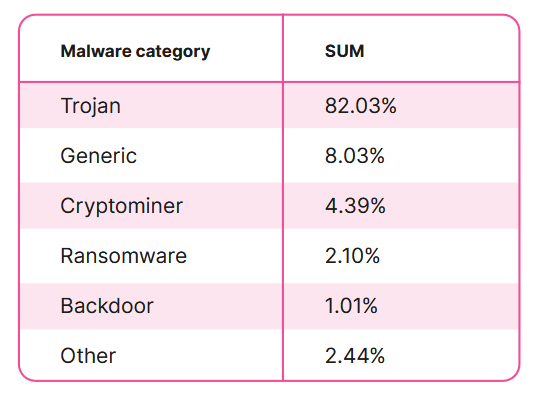 Malware category SUM
Trojan 82.03%
Generic 8.03%
Cryptominer 4.39%
Ransomware 2.10%
Backdoor 1.01%
Other 2.44%